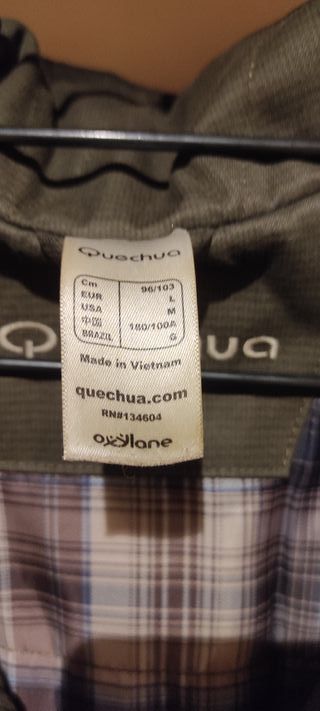 Quechua
Cm 96/103
EUR L
USA M
中国 180/100A
BRAZIL G
Made in Vietnam
quechua.com
RN#134604
oxylane